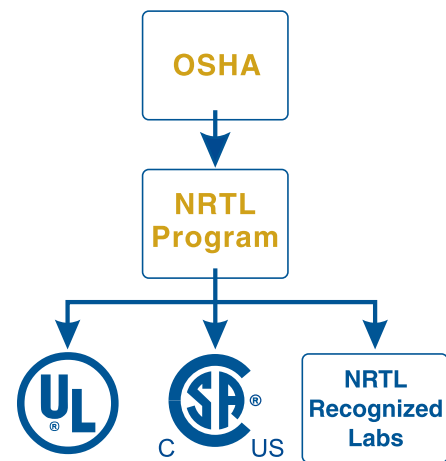 OSHA
NRTL
Program
UL
®
CSA®
C US
NRTL
Recognized
Labs